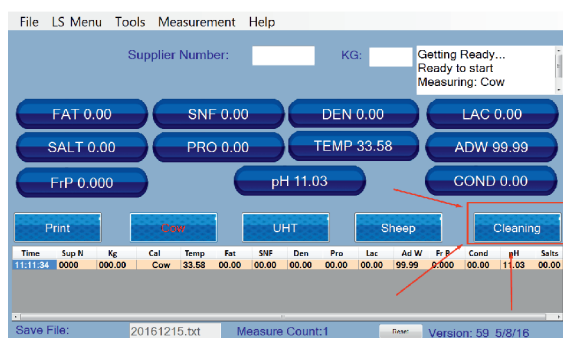 File LS Menu Tools Measurement Help
Supplier Number: KG: Getting Ready...
Ready to start
Measuring: Cow
FAT 0.00 SNF 0.00 DEN 0.00 LAC 0.00
SALT 0.00 PRO 0.00 TEMP 33.58 ADW 99.99
FrP 0.000 pH 11.03 COND 0.00
Print Cow UHT Sheep Cleaning
Time Sup N Kg Cal Temp Fat SNF Den Pro Lac Ad W Fr P Cond pH Salts
11:11:34 0000 000.00 Cow 33.58 00.00 00.00 00.00 00.00 00.00 99.99 0.000 00.00 11.03 00.00
Save File: 20161215.txt Measure Count:1 Reset Version: 59 5/8/16